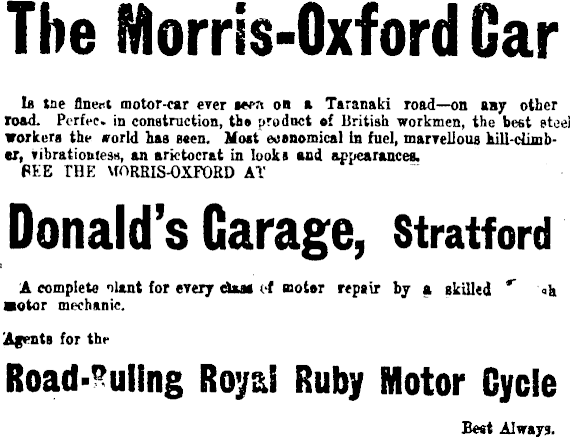 The Morris-Oxford Car
Is the finest motor-car ever seen on a Taranaki road—on any other
road. Perfect in construction, the product of British workmen, the best steel
workers the world has seen. Most economical in fuel, marvellous hill-climb-
er, vibrationless, an aristocrat in looks and appearances.
SEE THE MORRIS-OXFORD AT
Donald's Garage, Stratford
A complete plant for every class of motor repair by a skilled
motor mechanic.
Agents for the
Road-Ruling Royal Ruby Motor Cycle
Best Always.